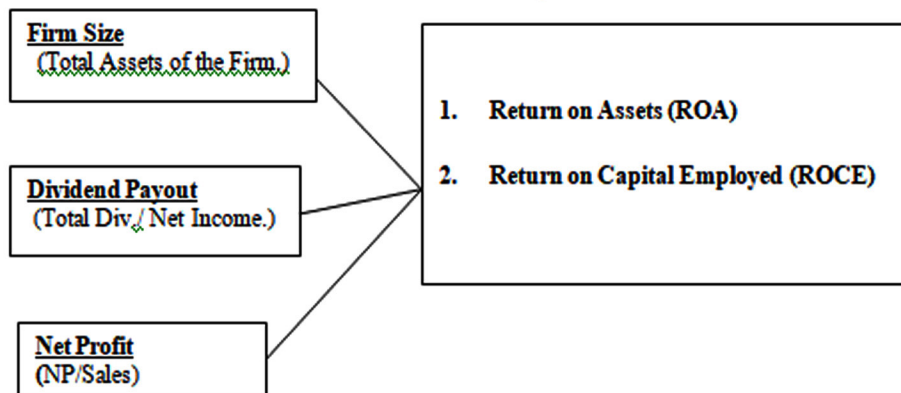 Firm Size
(Total Assets of the Firm.)
1. Return on Assets (ROA)
2. Return on Capital Employed (ROCE)
Dividend Payout
(Total Div./ Net Income.)
Net Profit
(NP/Sales)